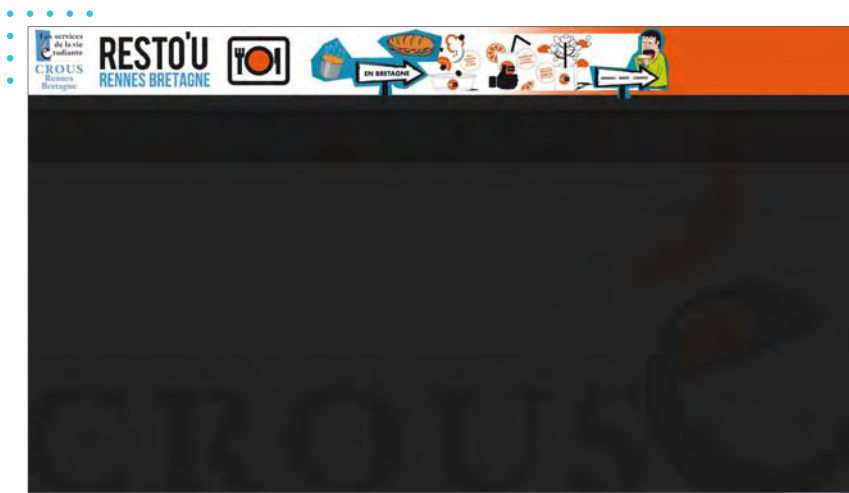 Les services
de la vie
étudiante
CROUS
Rennes
Bretagne
RESTO'U
RENNES BRETAGNE
EN BRETAGNE
CROUS